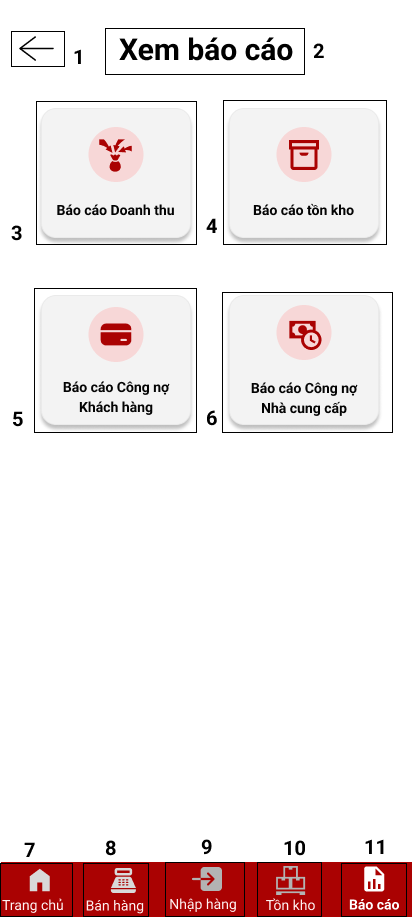 1
Xem báo cáo
2
Báo cáo Doanh thu
3
Báo cáo tồn kho
4
Báo cáo Công nợ
Khách hàng
5
Báo cáo Công nợ
Nhà cung cấp
6
7
8
9
10
11
Trang chủ
Bán hàng
Nhập hàng
Tồn kho
Báo cáo